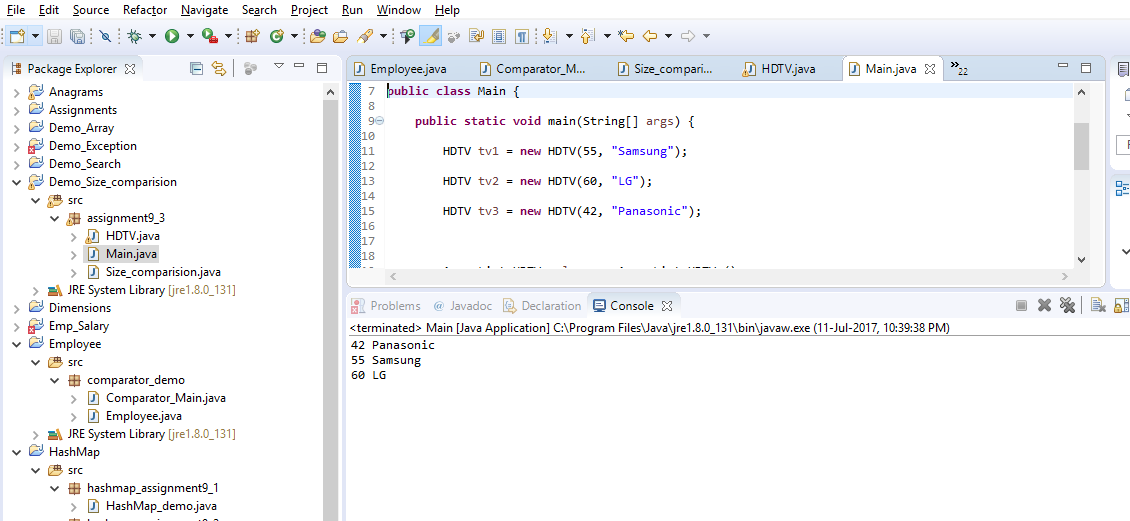 File Edit Source Refactor Navigate Search Project Run Window Help
Package Explorer
Anagrams
Assignments
Demo_Array
Demo_Exception
Demo_Search
Demo_Size_comparision
src
assignment9_3
HDTV.java
Main.java
Size_comparision.java
JRE System Library [jre1.8.0_131]
Dimensions
Emp_Salary
Employee
src
comparator_demo
Comparator_Main.java
Employee.java
JRE System Library [jre1.8.0_131]
HashMap
src
hashmap_assignment9_1
HashMap_demo.java
Employee.java Comparator_M... Size_compari... HDTV.java Main.java »22
7 public class Main {
8
9 public static void main(String[] args) {
10
11 HDTV tv1 = new HDTV(55, "Samsung");
12
13 HDTV tv2 = new HDTV(60, "LG");
14
15 HDTV tv3 = new HDTV(42, "Panasonic");
16
17
18
Problems @ Javadoc Declaration Console
<terminated> Main [Java Application] C:\Program Files\Java\jre1.8.0_131\bin\javaw.exe (11-Jul-2017, 10:39:38 PM)
42 Panasonic
55 Samsung
60 LG